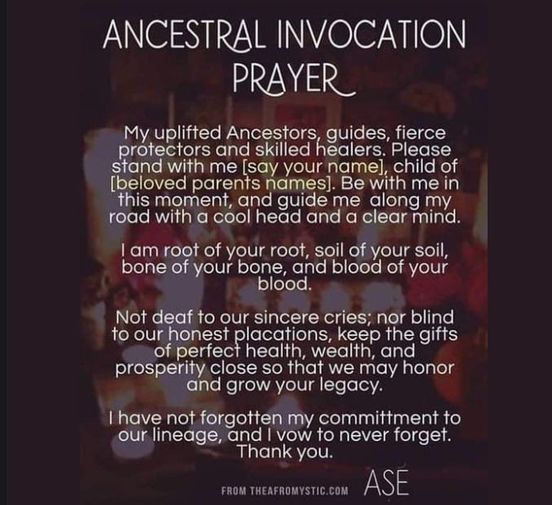 ANCESTRAL INVOCATION
PRAYER
My uplifted Ancestors, guides, fierce
protectors and skilled healers. Please
stand with me [say your name], child of
[beloved parents names]. Be with me in
this moment, and guide me along my
road with a cool head and a clear mind.
I am root of your root, soil of your soil,
bone of your bone, and blood of your
blood.
Not deaf to our sincere cries; nor blind
to our honest placations, keep the gifts
of perfect health, wealth, and
prosperity close so that we may honor
and grow your legacy.
I have not forgotten my committment to
our lineage, and I vow to never forget.
Thank you.
FROM THEAFROMYSTIC.COM ASÉ